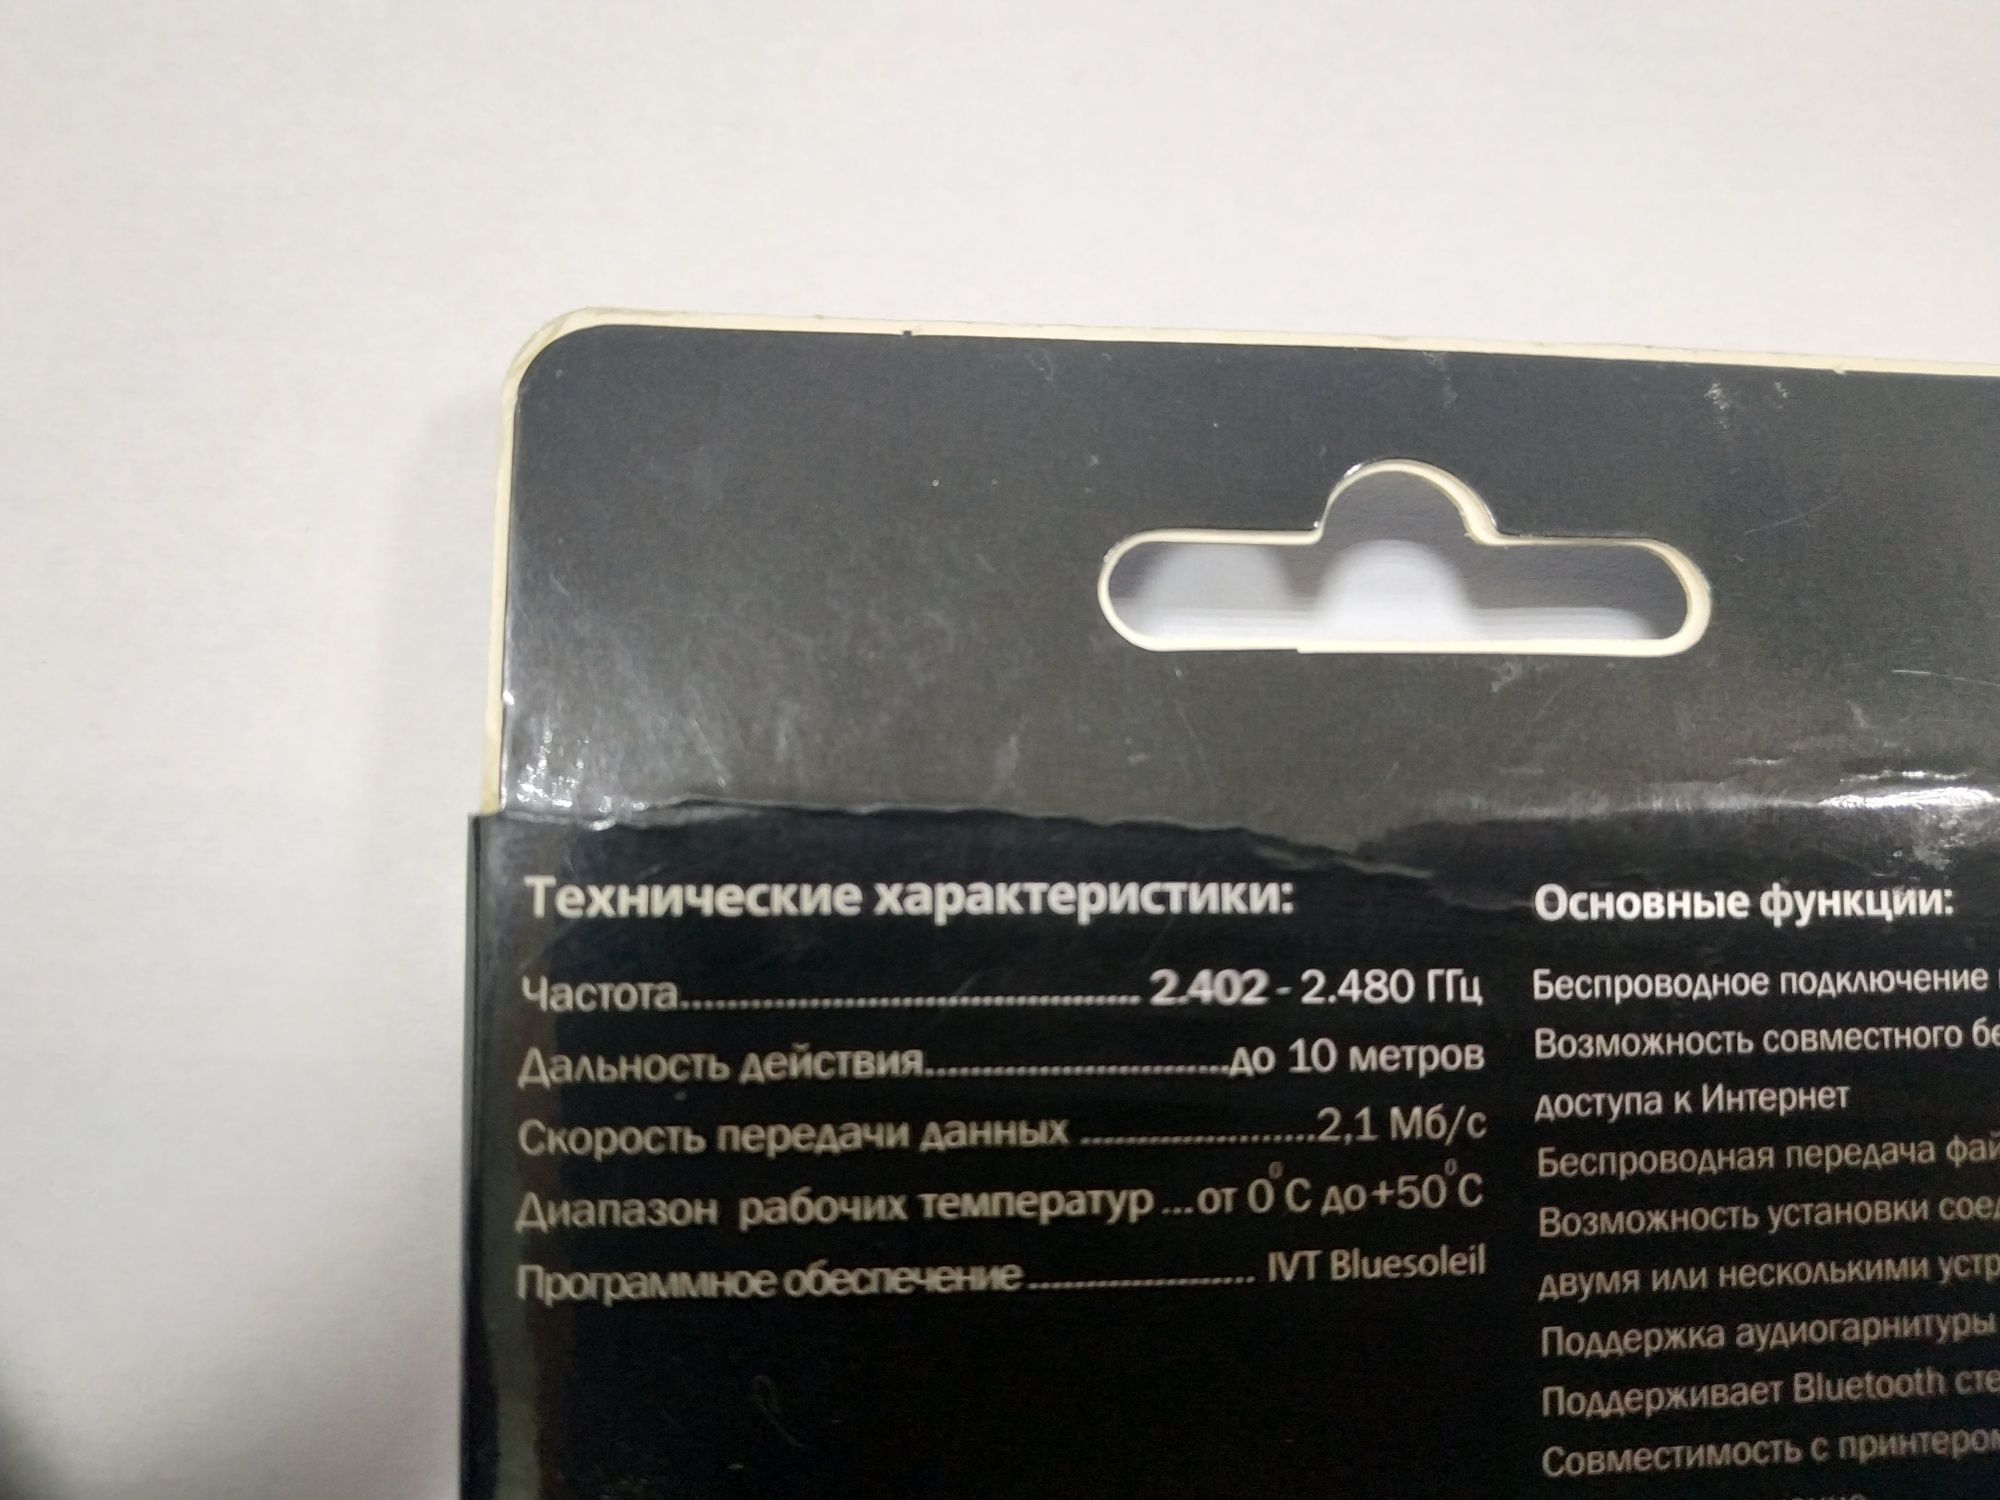 Технические характеристики:
Частота........................................ 2.402 - 2.480 ГГц
Дальность действия..............................до 10 метров
Скорость передачи данных .......................2,1 Мб/с
Диапазон рабочих температур ...от 0°C до+50°C
Программное обеспечение...................... IVT Bluesoleil
Основные функции:
Беспроводное подключение
Возможность совместного
доступа к Интернет
Беспроводная передача
Возможность установки
двумя или несколькими
Поддержка аудиогарнитуры
Поддерживает Bluetooth
Совместимость с